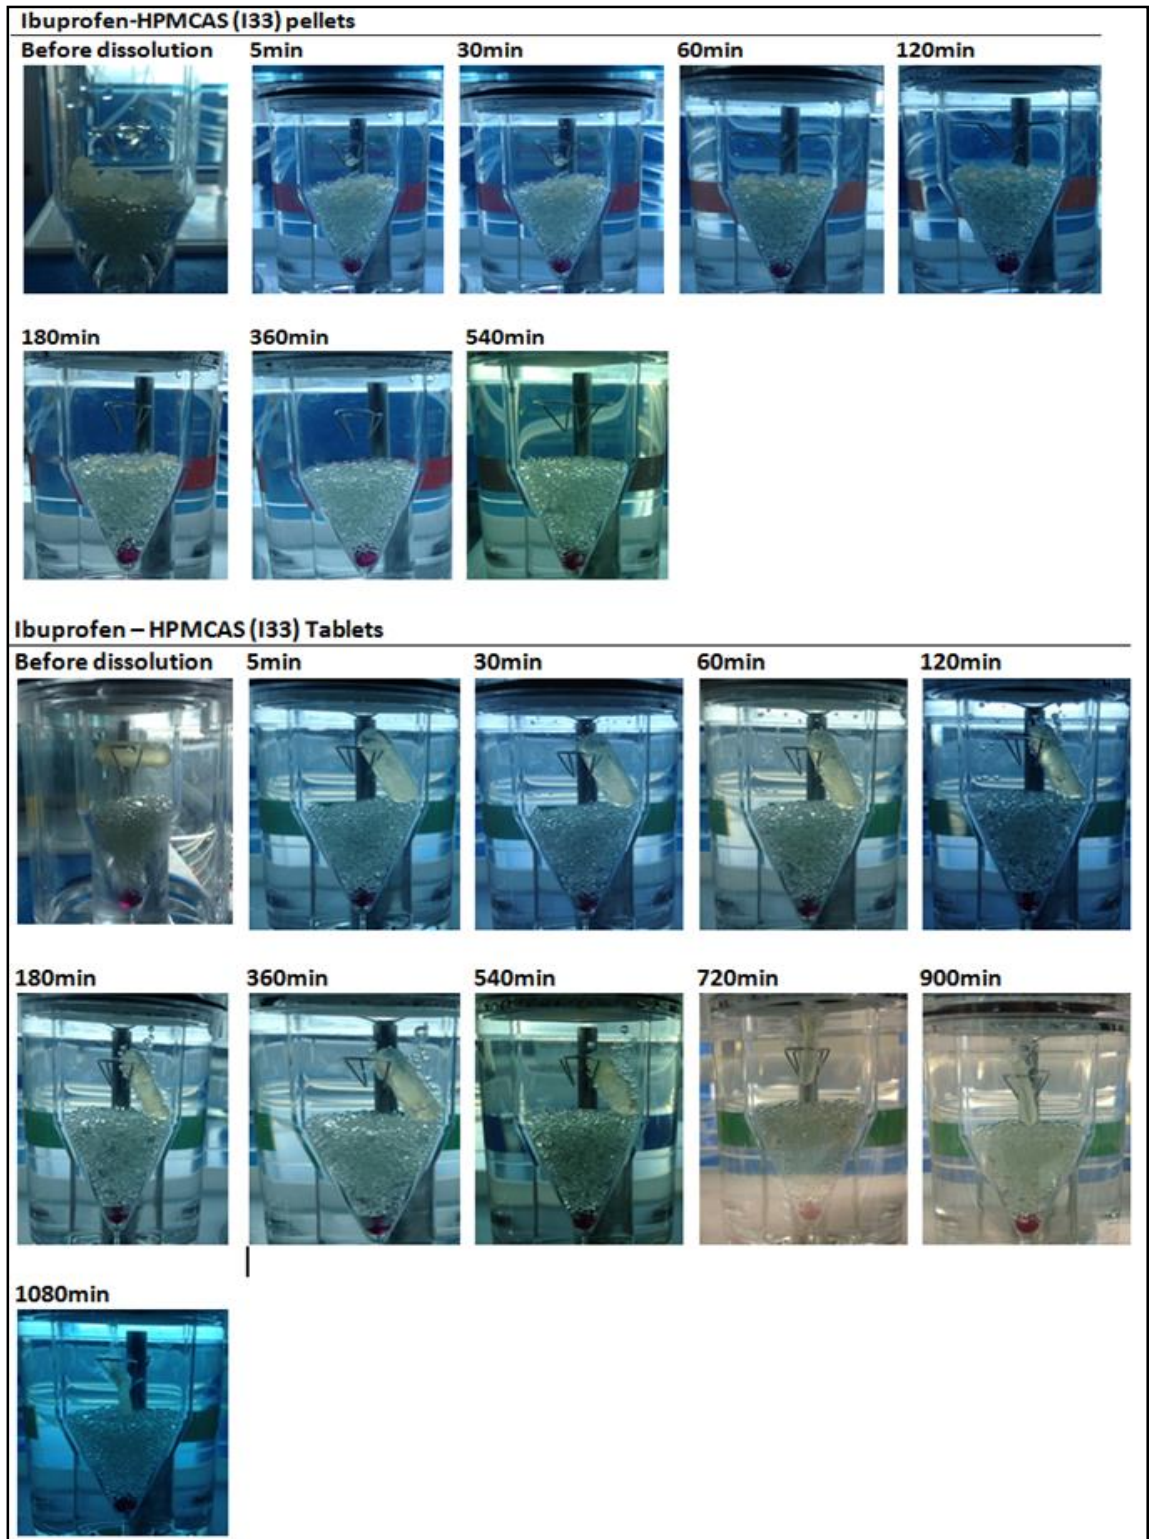 Ibuprofen-HPMCAS (I33) pellets
Before dissolution 5min 30min 60min 120min
180min 360min 540min
Ibuprofen – HPMCAS (I33) Tablets
Before dissolution 5min 30min 60min 120min
180min 360min 540min 720min 900min
1080min